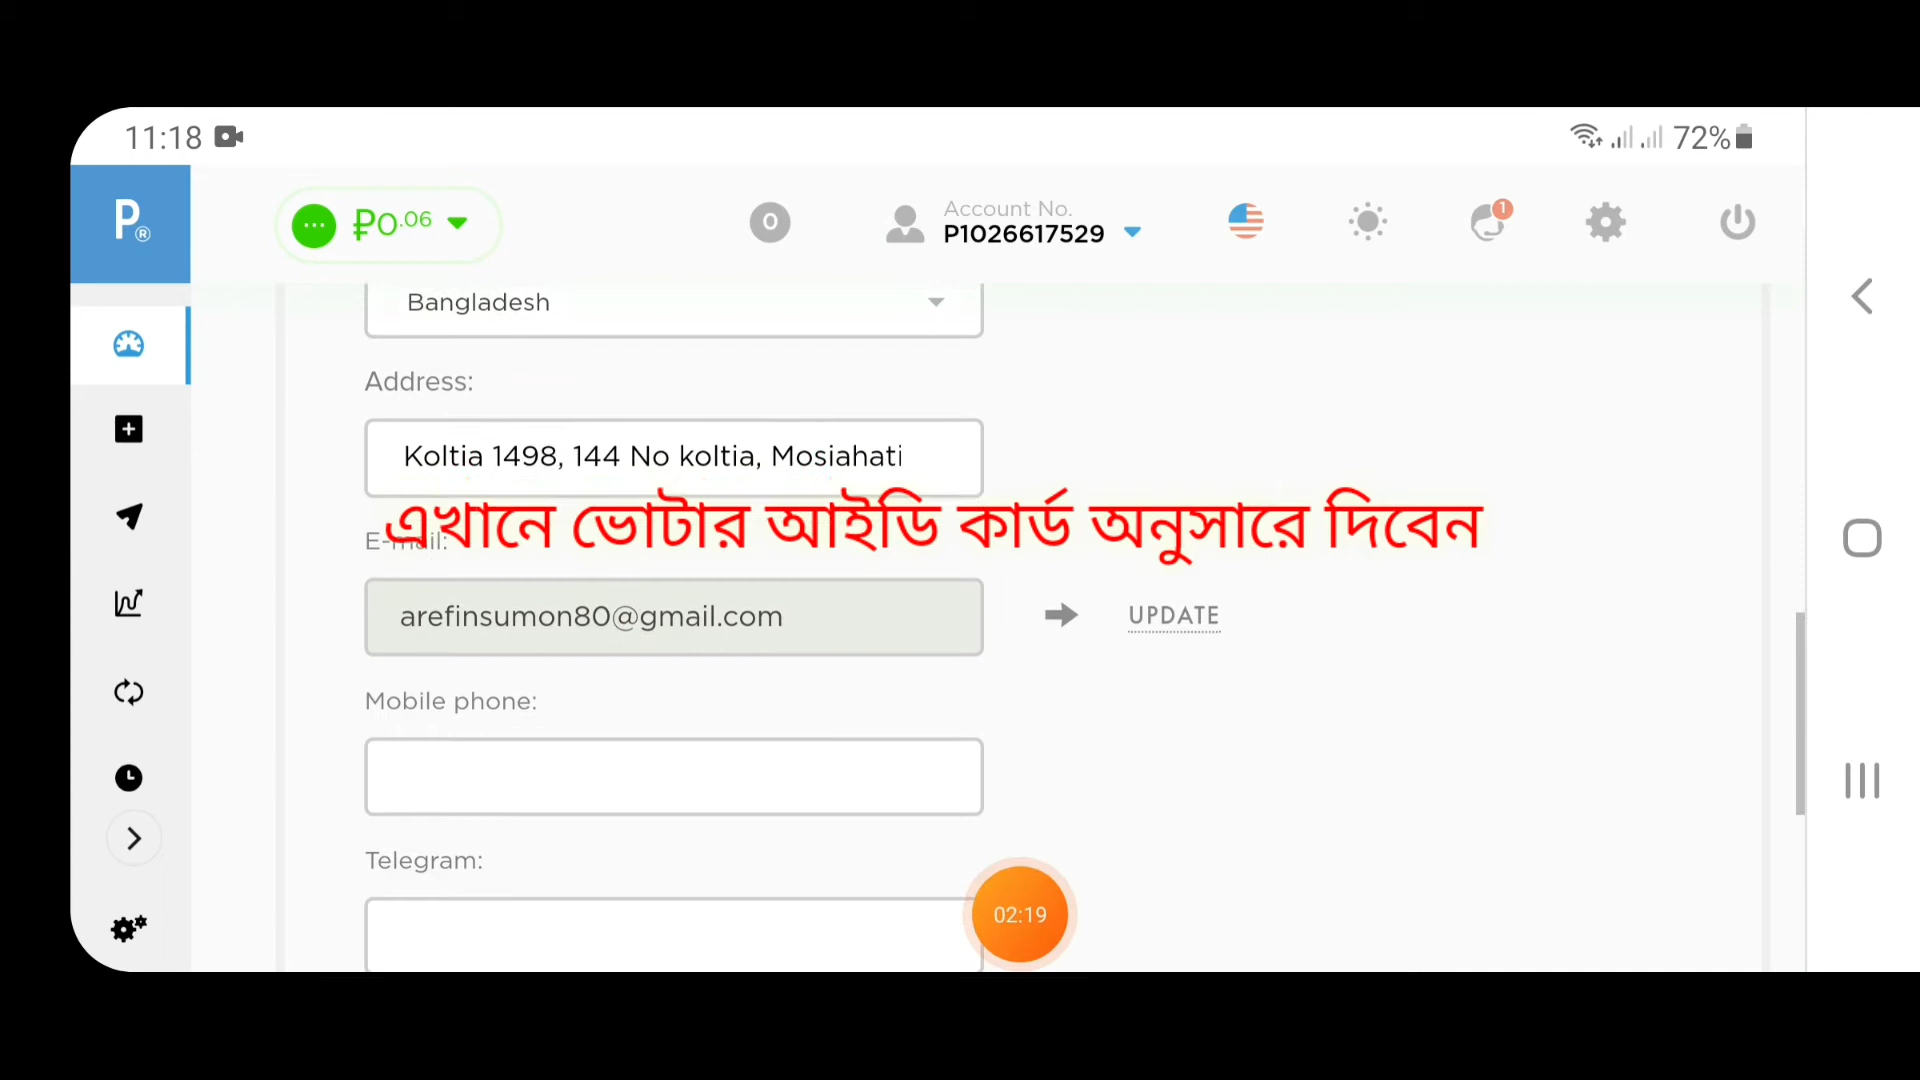 11:18
72%
P®
₽0.06
0
Account No.
P1026617529
1
Bangladesh
Address:
Koltia 1498, 144 No koltia, Mosiahati
এখানে ভোটার আইডি কার্ড অনুসারে দিবেন
E-mail:
arefinsumon80@gmail.com
UPDATE
Mobile phone:
Telegram:
02:19